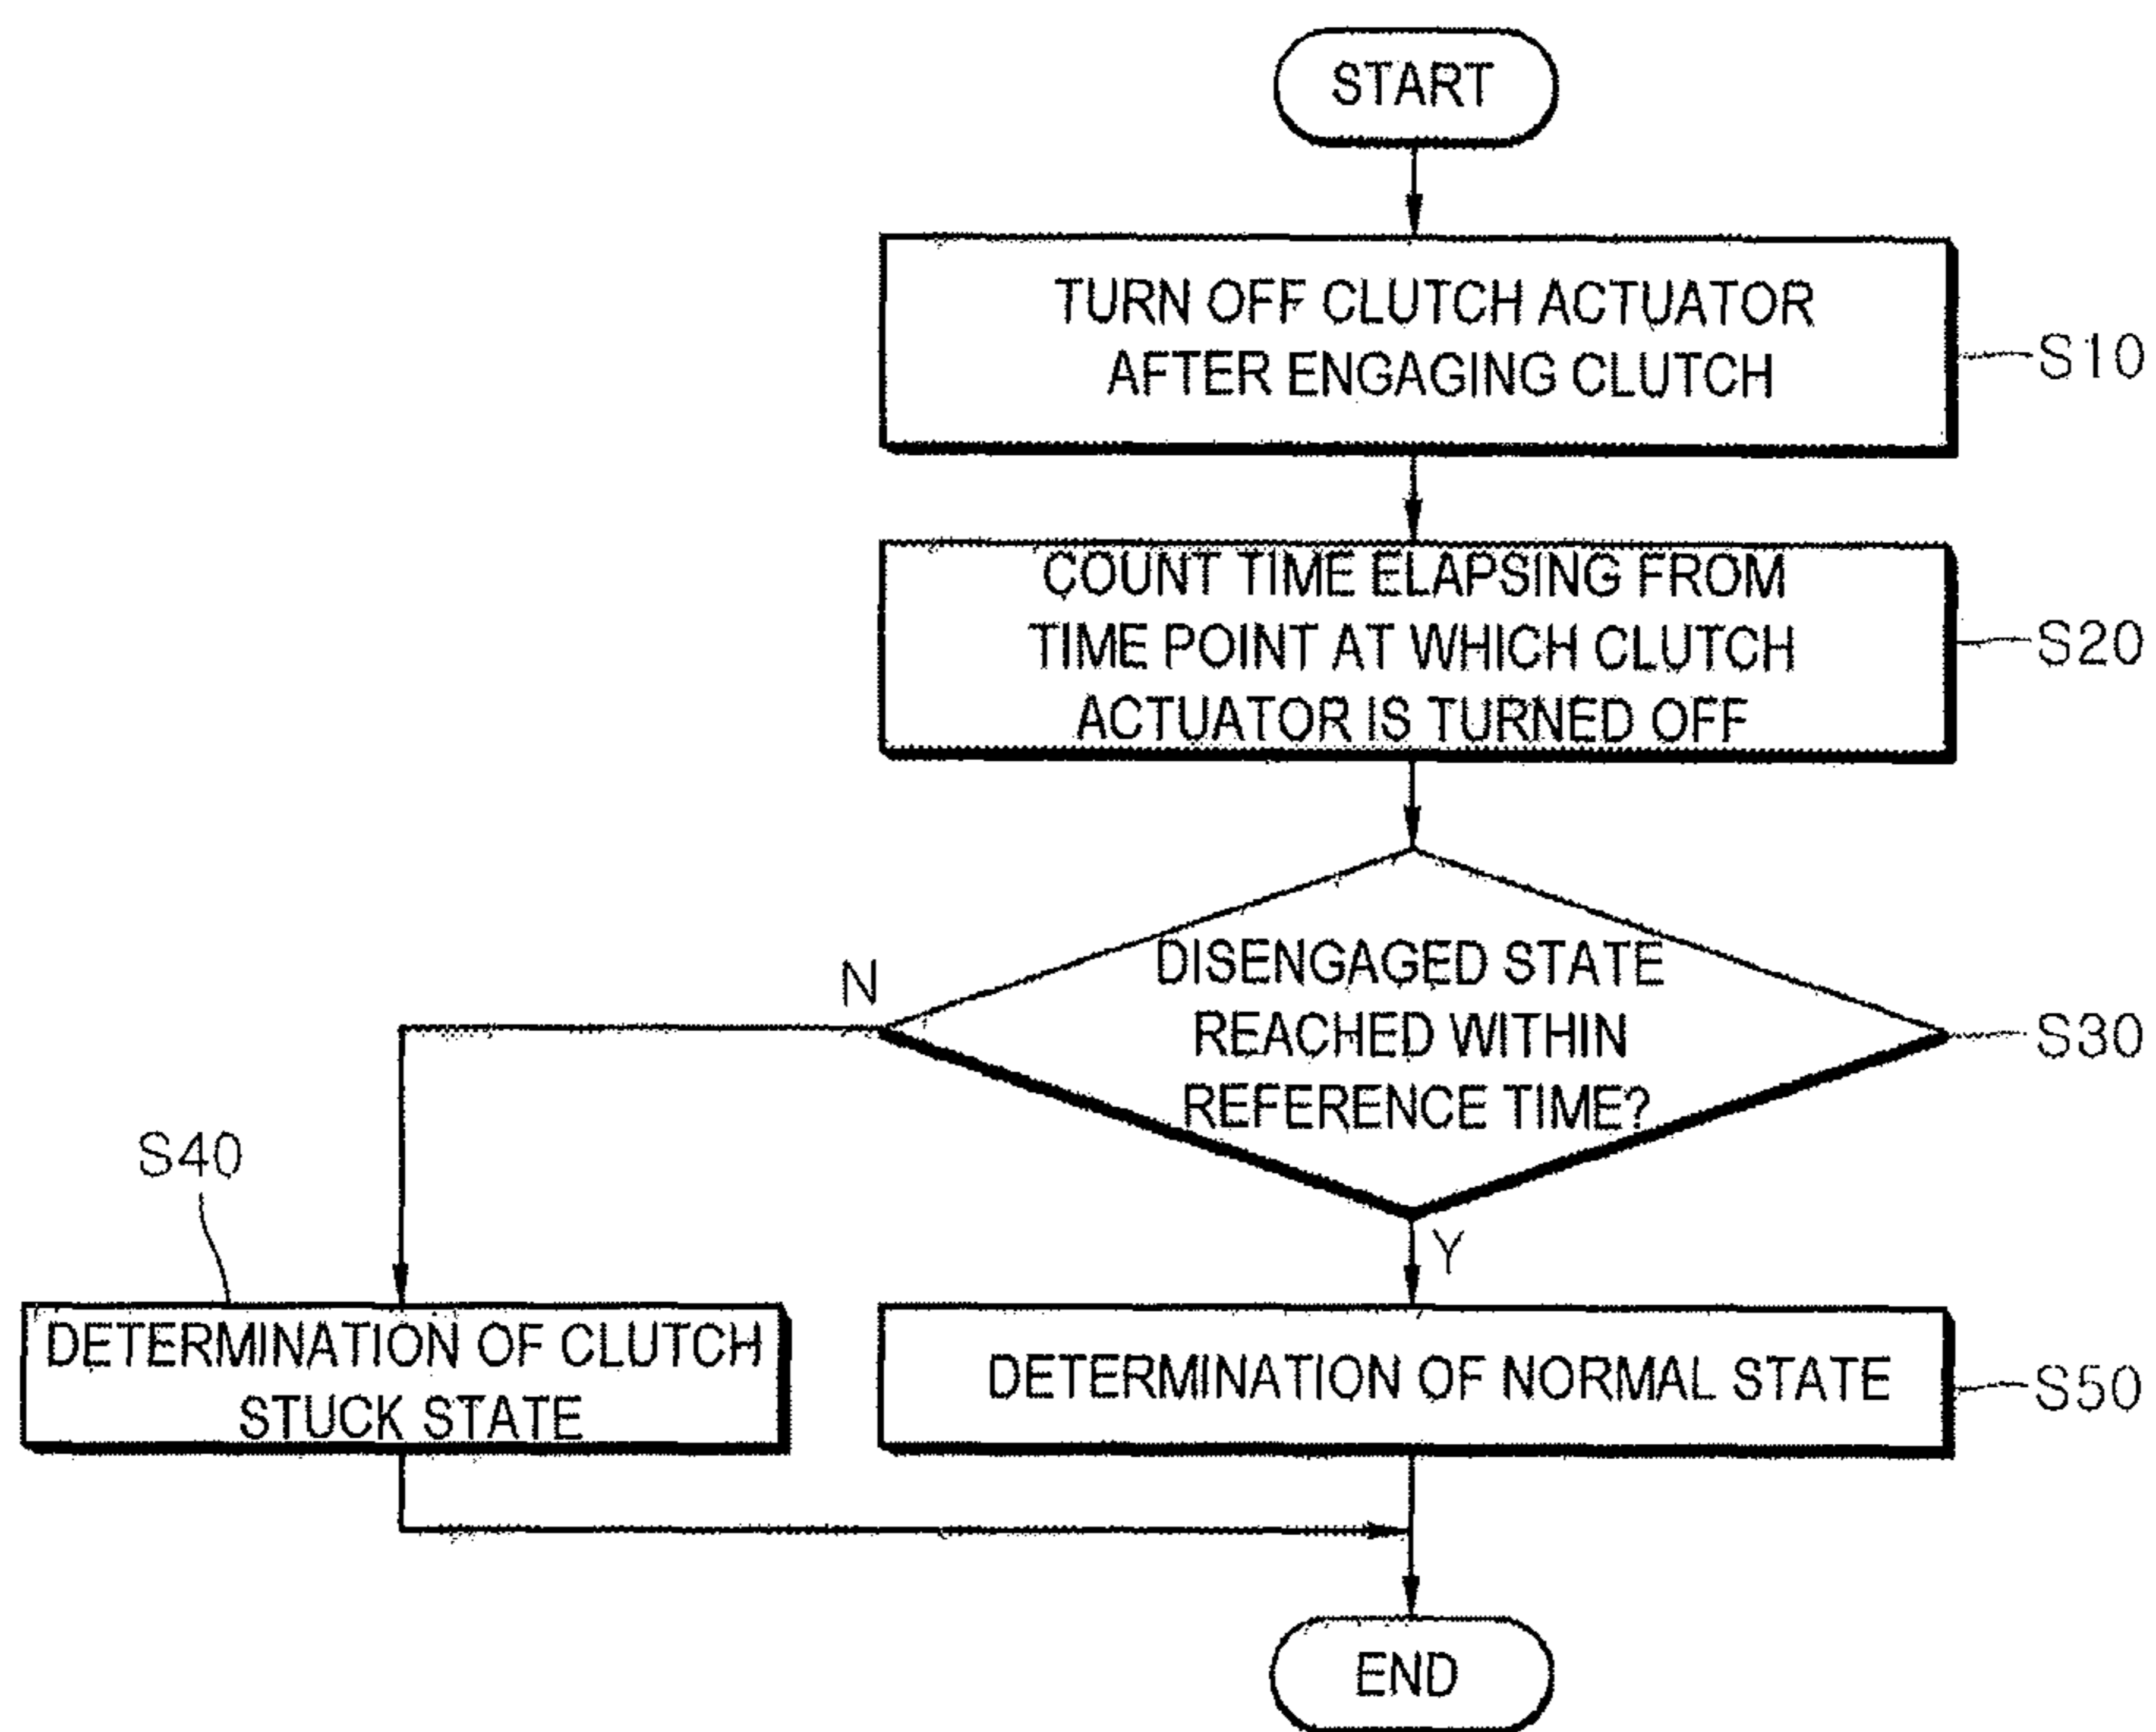 START
TURN OFF CLUTCH ACTUATOR
AFTER ENGAGING CLUTCH
S10
COUNT TIME ELAPSING FROM
TIME POINT AT WHICH CLUTCH
ACTUATOR IS TURNED OFF
S20
DISENGAGED STATE
REACHED WITHIN
REFERENCE TIME?
S30
N
Y
S40
DETERMINATION OF CLUTCH
STUCK STATE
DETERMINATION OF NORMAL STATE
S50
END